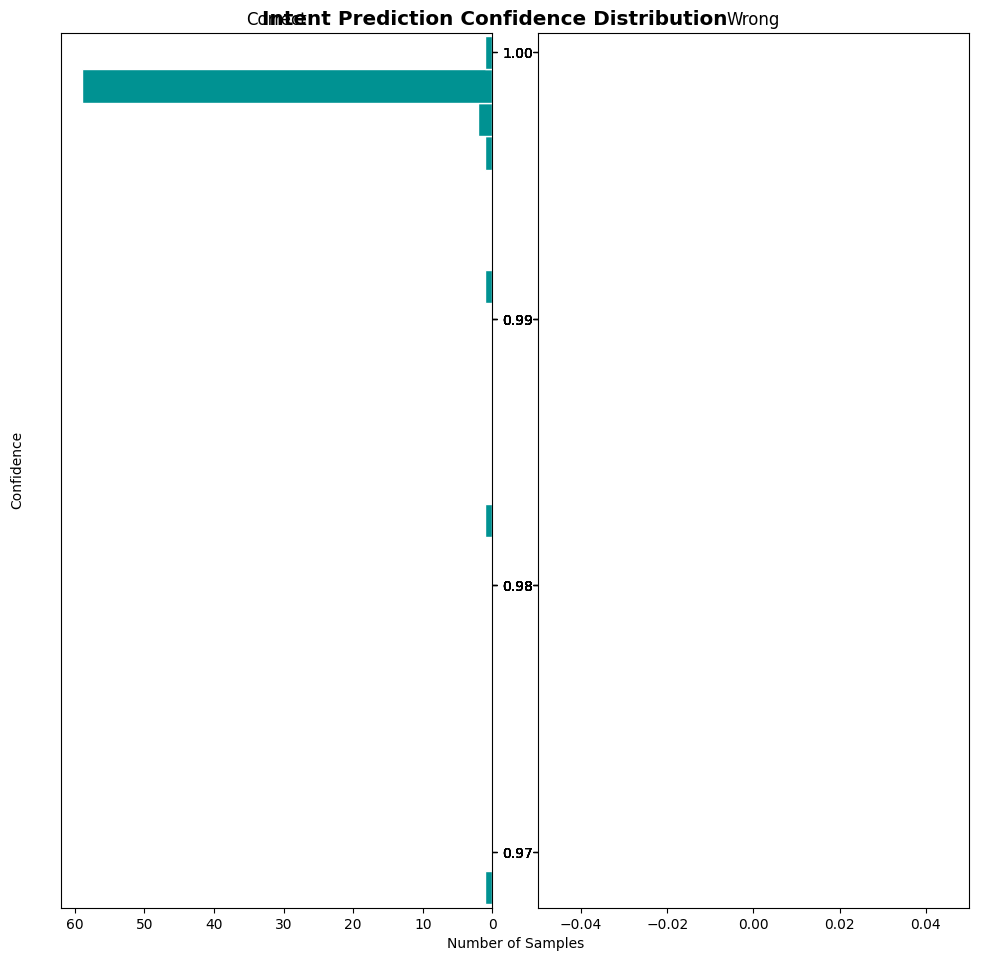 Intent Prediction Confidence Distribution
Correct
Wrong
Confidence
1.00
0.99
0.98
0.97
60 50 40 30 20 10 0
−0.04 −0.02 0.00 0.02 0.04
Number of Samples